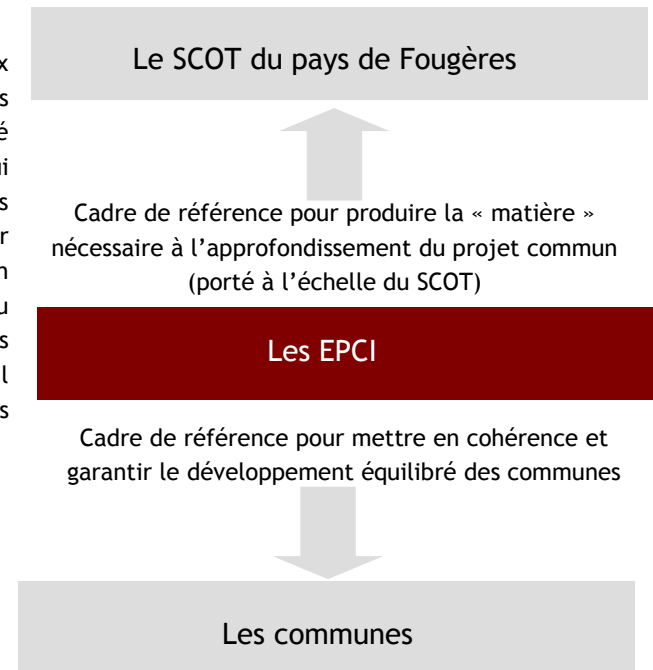 Le SCOT du pays de Fougères
x
s
é
i
s
r
n
u
s
l
s
Cadre de référence pour produire la « matière »
nécessaire à l’approfondissement du projet commun
(porté à l’échelle du SCOT)
Les EPCI
Cadre de référence pour mettre en cohérence et
garantir le développement équilibré des communes
Les communes